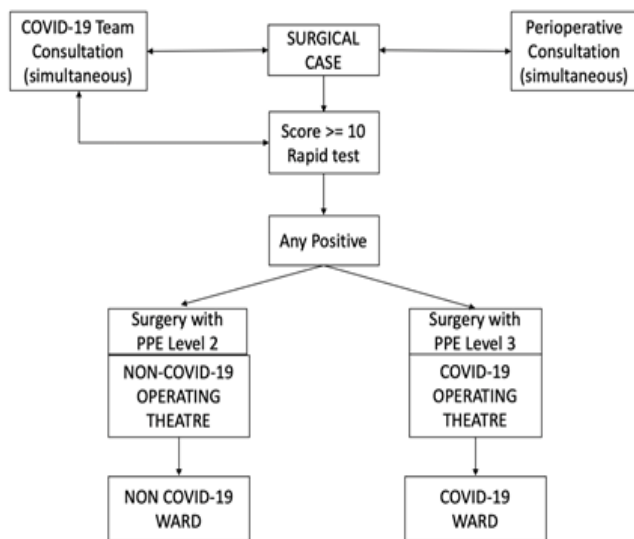 COVID-19 Team
Consultation
(simultaneous)
SURGICAL
CASE
Perioperative
Consultation
(simultaneous)
Score >= 10
Rapid test
Any Positive
Surgery with
PPE Level 2
NON-COVID-19
OPERATING
THEATRE
Surgery with
PPE Level 3
COVID-19
OPERATING
THEATRE
NON COVID-19
WARD
COVID-19
WARD